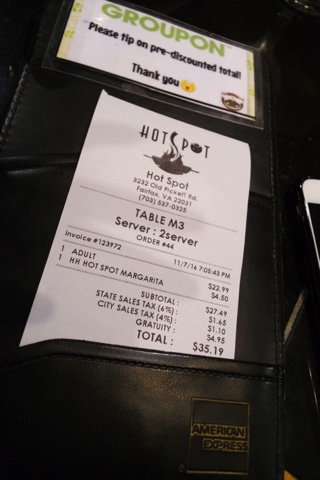 GROUPON
Please tip on pre-discounted total!
Thank you
HOT SPOT
Hot Spot
3232 Old Pickett Rd.
Fairfax, VA 22031
(703) 537-0325
TABLE M3
Server : 2server
ORDER #44
Invoice #123972 11/7/16 7:05:43 PM
1 ADULT $22.99
1 HH HOT SPOT MARGARITA $4.50
SUBTOTAL : $27.49
STATE SALES TAX (6%) : $1.65
CITY SALES TAX (4%) : $1.10
GRATUITY : $4.95
TOTAL : $35.19
AMERICAN
EXPRESS